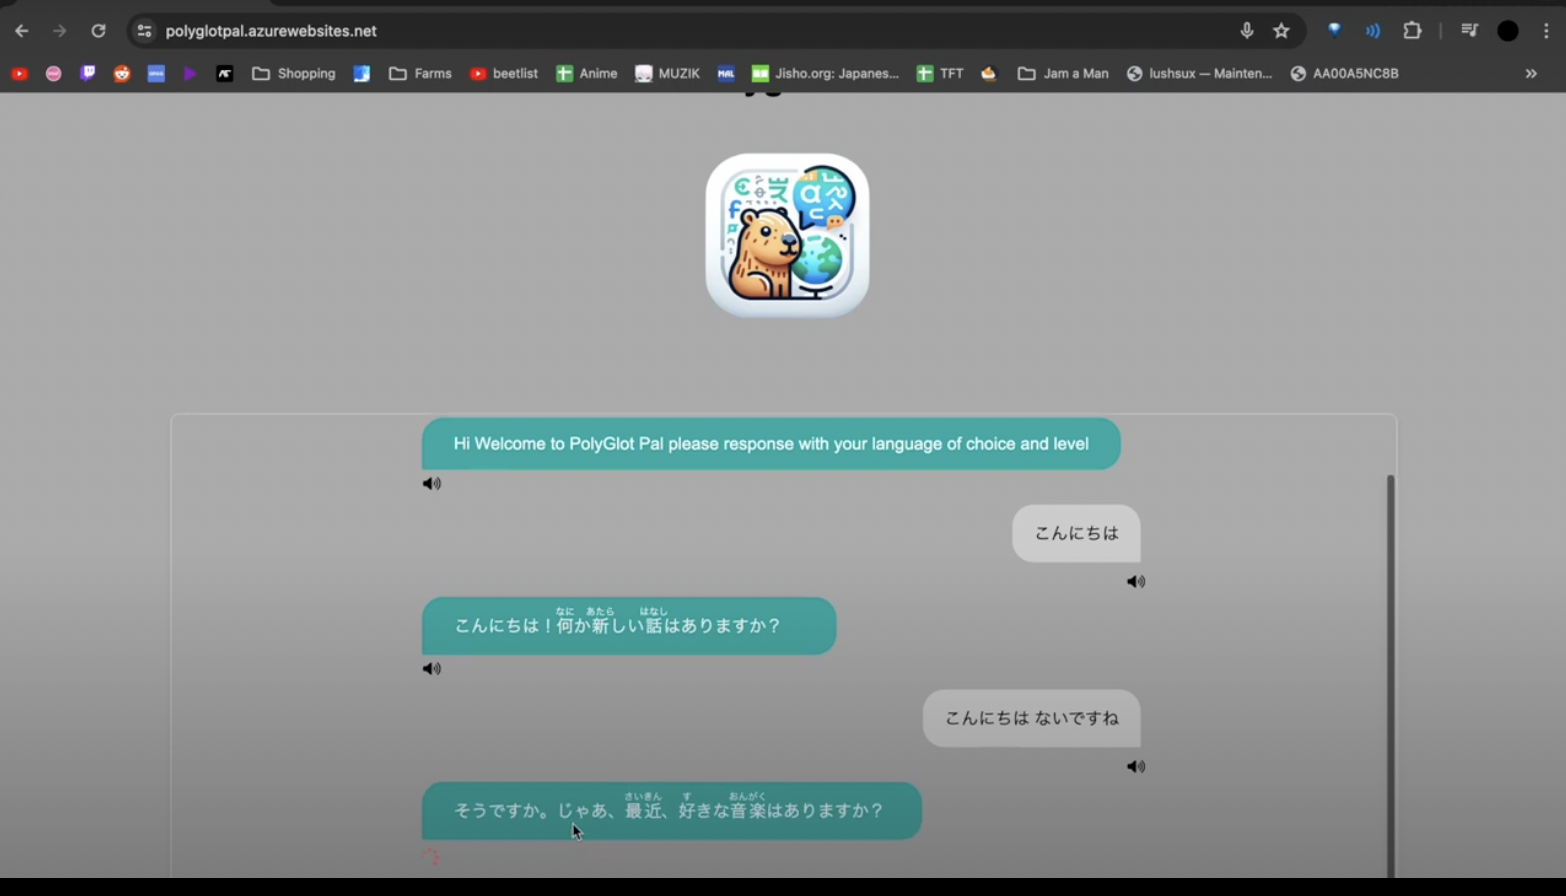 polyglotpal.azurewebsites.net
Shopping
Farms
beetlist
Anime
MUZIK
MAL
Jisho.org: Japanes...
TFT
Jam a Man
lushsux — Mainten...
AA00A5NC8B
Hi Welcome to PolyGlot Pal please response with your language of choice and level
こんにちは
なに あたら はなし
こんにちは！何か新しい話はありますか？
こんにちは ないですね
さいきん す おんがく
そうですか。じゃあ、最近、好きな音楽はありますか？